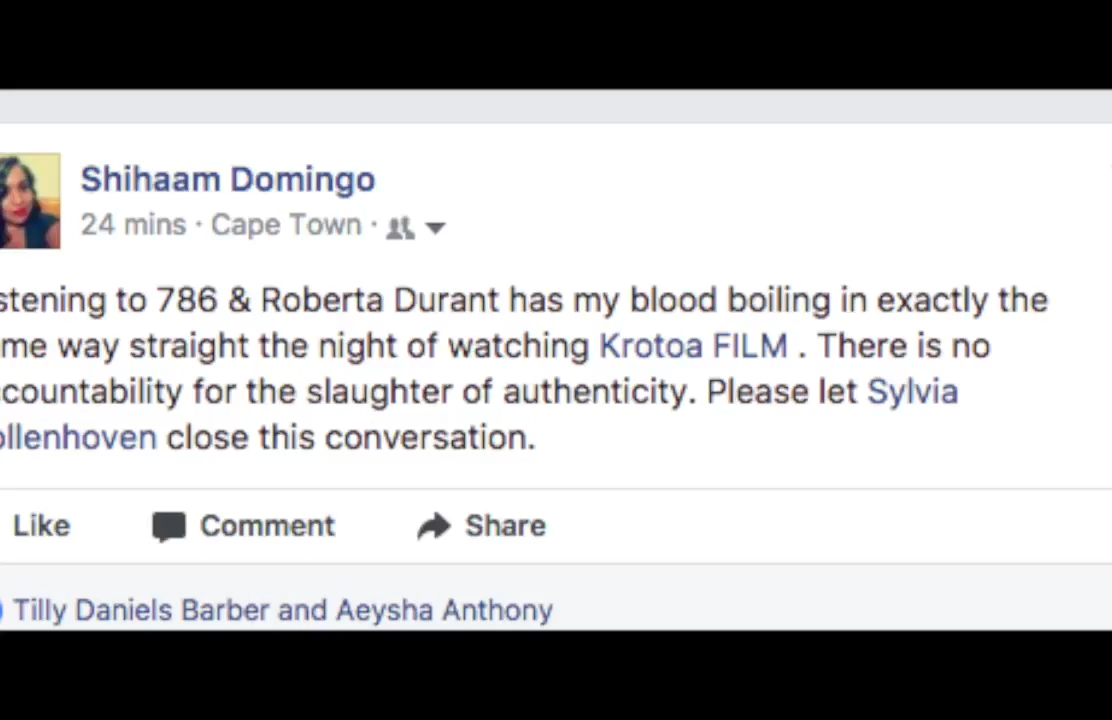 Shihaam Domingo
24 mins · Cape Town ·
stening to 786 & Roberta Durant has my blood boiling in exactly the
me way straight the night of watching Krotoa FILM . There is no
countability for the slaughter of authenticity. Please let Sylvia
ollenhoven close this conversation.
Like Comment Share
Tilly Daniels Barber and Aeysha Anthony